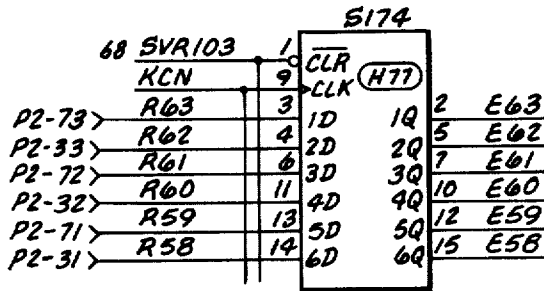 S174
68 SVR103 1 CLR
KCN 9 CLK H77
P2-73 R63 3 1D 1Q 2 E63
P2-33 R62 4 2D 2Q 5 E62
P2-72 R61 6 3D 3Q 7 E61
P2-32 R60 11 4D 4Q 10 E60
P2-71 R59 13 5D 5Q 12 E59
P2-31 R58 14 6D 6Q 15 E58